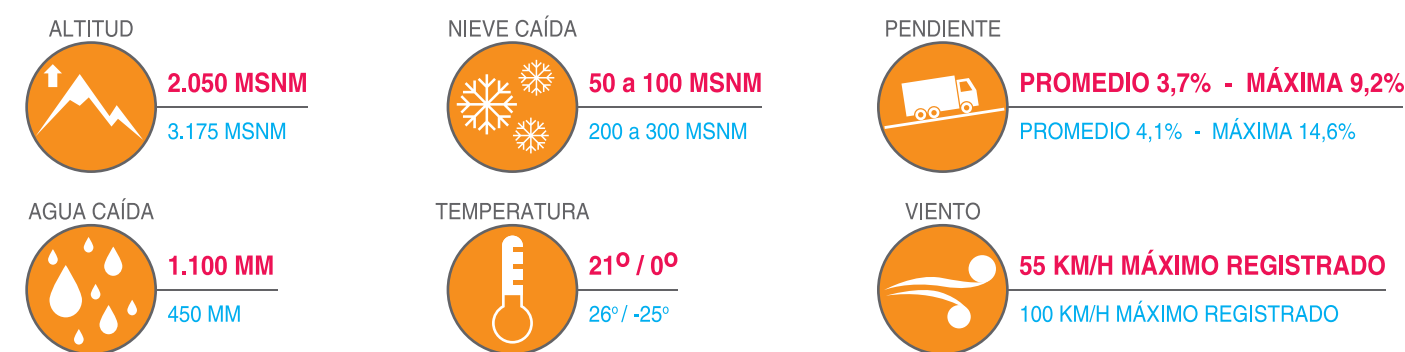 ALTITUD
2.050 MSNM
3.175 MSNM
NIEVE CAÍDA
50 a 100 MSNM
200 a 300 MSNM
PENDIENTE
PROMEDIO 3,7% - MÁXIMA 9,2%
PROMEDIO 4,1% - MÁXIMA 14,6%
AGUA CAÍDA
1.100 MM
450 MM
TEMPERATURA
21º / 0º
26º / -25º
VIENTO
55 KM/H MÁXIMO REGISTRADO
100 KM/H MÁXIMO REGISTRADO